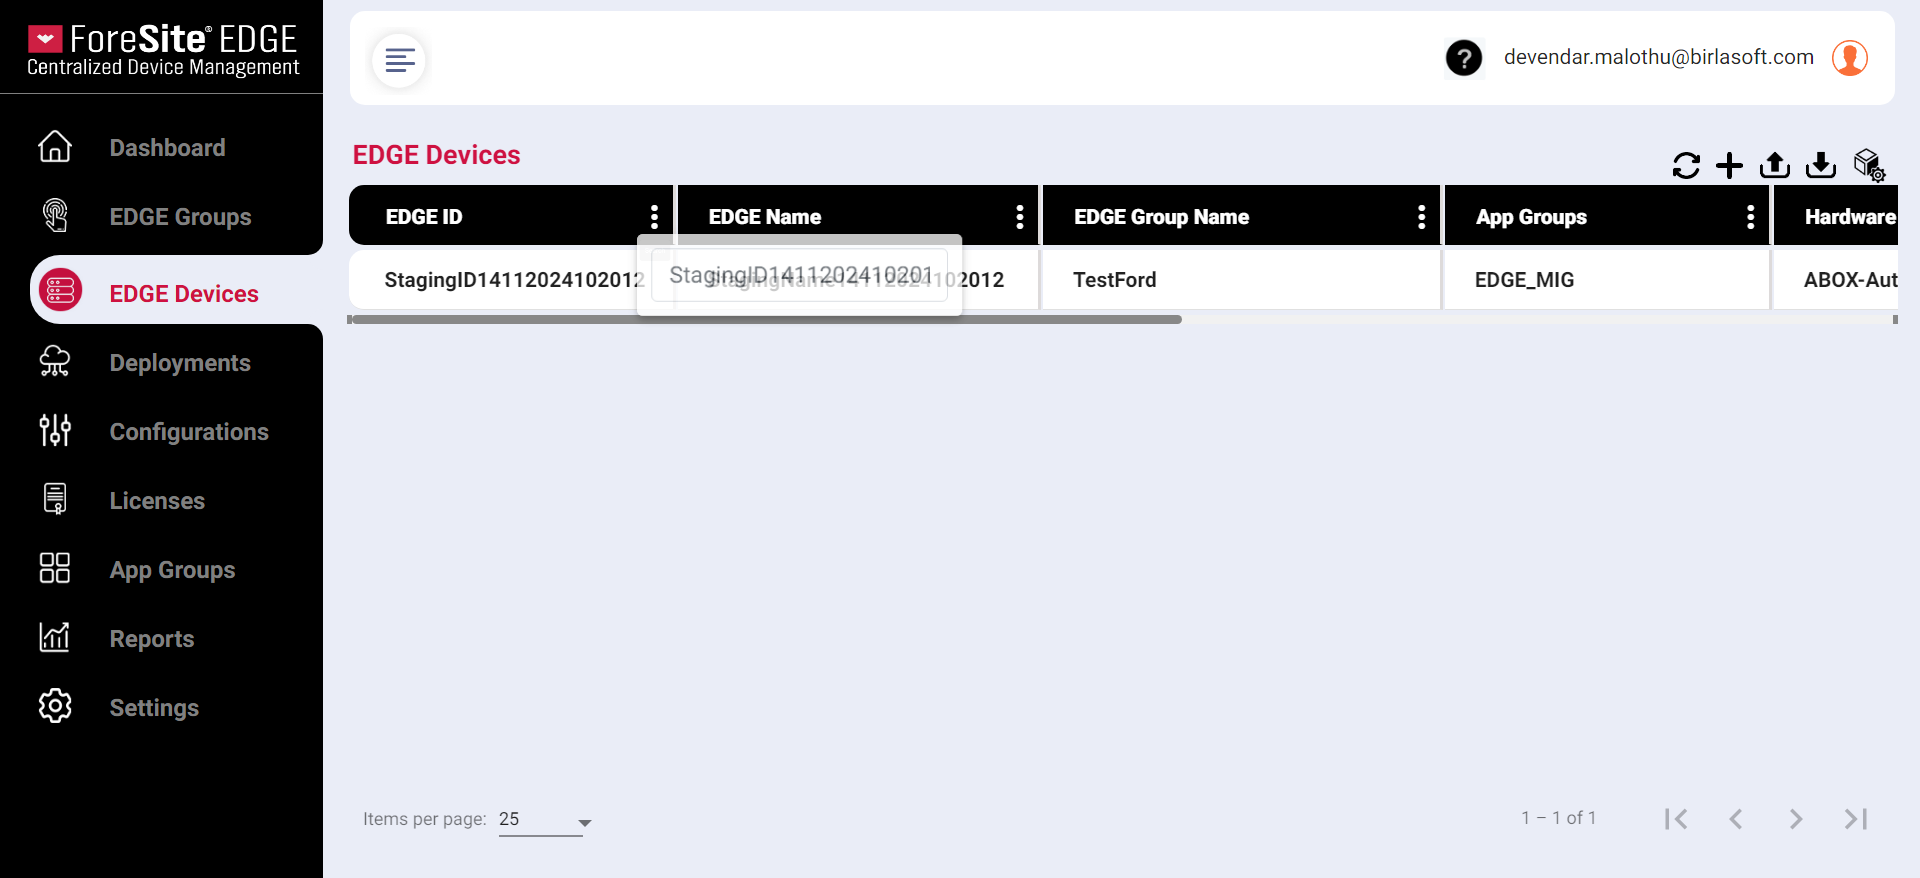 ForeSite® EDGE
Centralized Device Management
Dashboard
EDGE Groups
EDGE Devices
Deployments
Configurations
Licenses
App Groups
Reports
Settings
?
devendar.malothu@birlasoft.com
EDGE Devices
EDGE ID
EDGE Name
EDGE Group Name
App Groups
Hardware
StagingID14112024102012
StagingID1411202410201
StagingName14112024102012
TestFord
EDGE_MIG
ABOX-Aut
Items per page: 25
1 – 1 of 1